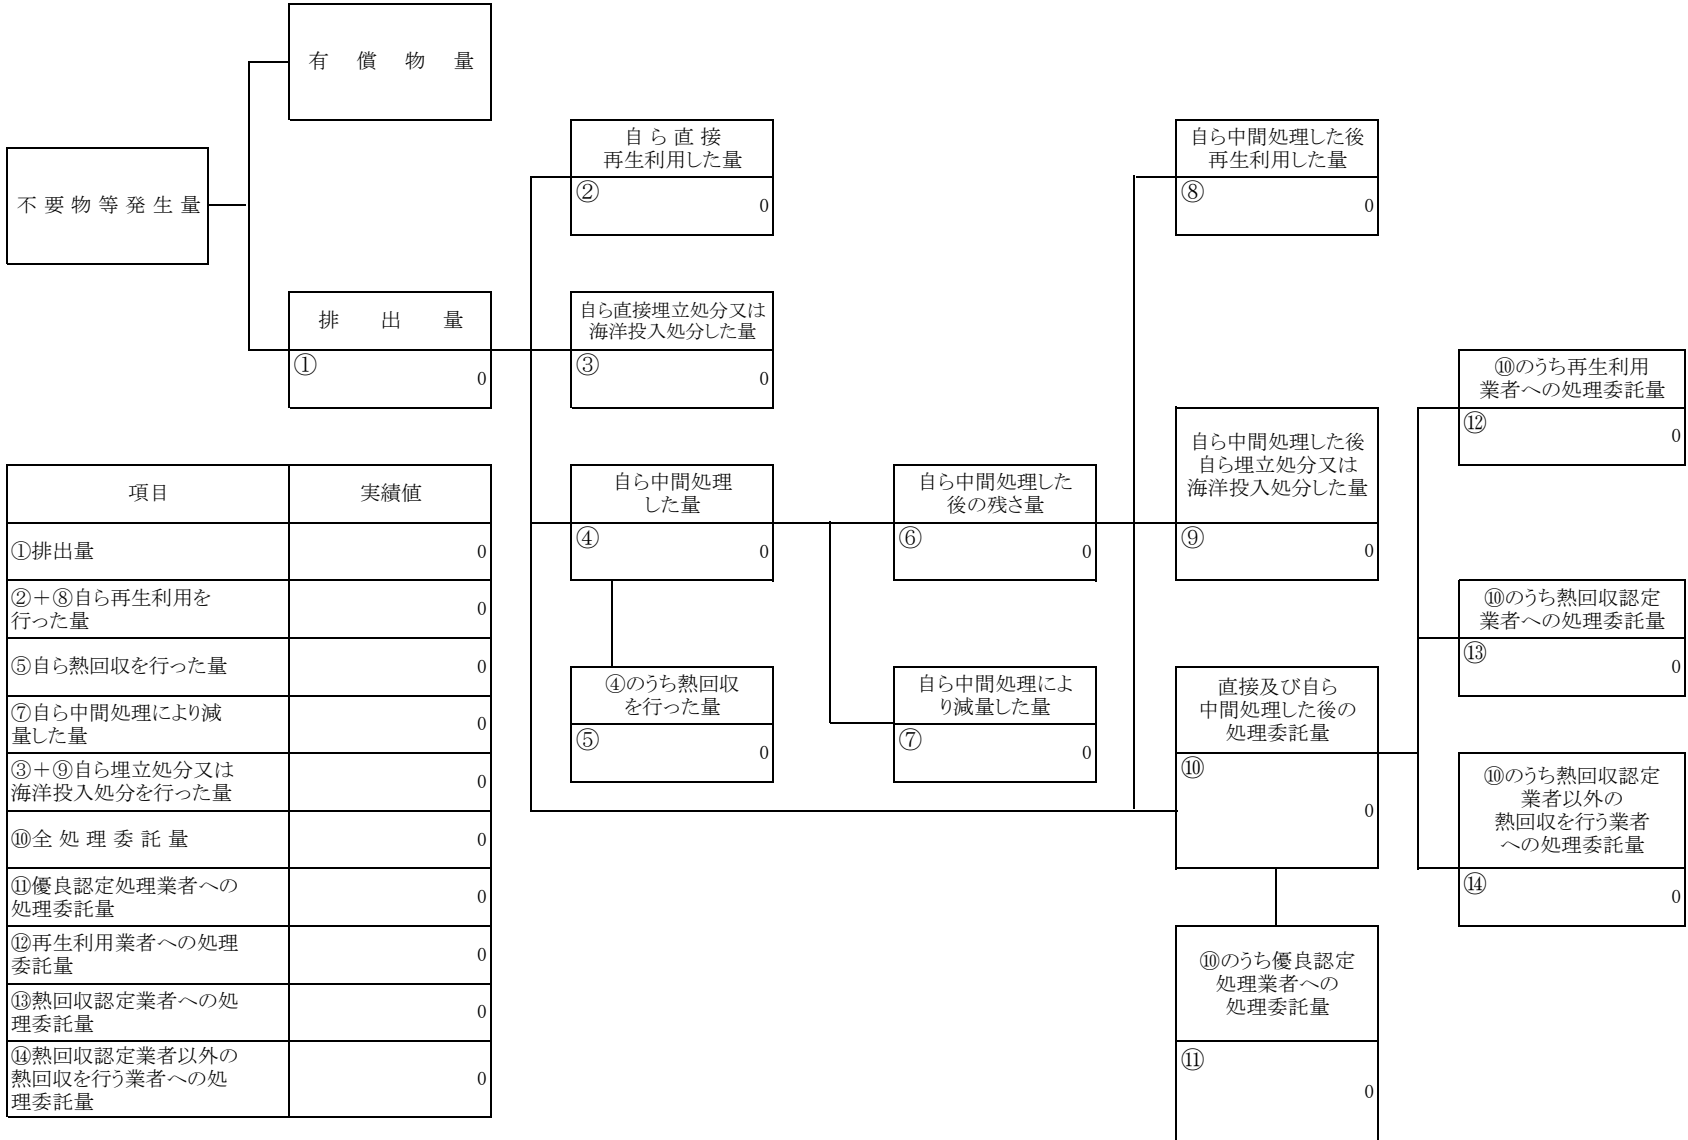 有 償 物 量
不 要 物 等 発 生 量
排 出 量
①
0
自 ら 直 接
再生利用した量
②
0
自ら直接埋立処分又は
海洋投入処分した量
③
0
自ら中間処理
した量
④
0
④のうち熱回収
を行った量
⑤
0
自ら中間処理した
後の残さ量
⑥
0
自ら中間処理によ
り減量した量
⑦
0
自ら中間処理した後
再生利用した量
⑧
0
自ら中間処理した後
自ら埋立処分又は
海洋投入処分した量
⑨
0
直接及び自ら
中間処理した後の
処理委託量
⑩
0
⑩のうち優良認定
処理業者への
処理委託量
⑪
0
⑩のうち再生利用
業者への処理委託量
⑫
0
⑩のうち熱回収認定
業者への処理委託量
⑬
0
⑩のうち熱回収認定
業者以外の
熱回収を行う業者
への処理委託量
⑭
0
項目 実績値
①排出量 0
②＋⑧自ら再生利用を
行った量 0
⑤自ら熱回収を行った量 0
⑦自ら中間処理により減
量した量 0
③＋⑨自ら埋立処分又は
海洋投入処分を行った量 0
⑩全 処 理 委 託 量 0
⑪優良認定処理業者への
処理委託量 0
⑫再生利用業者への処理
委託量 0
⑬熱回収認定業者への処
理委託量 0
⑭熱回収認定業者以外の
熱回収を行う業者への処
理委託量 0